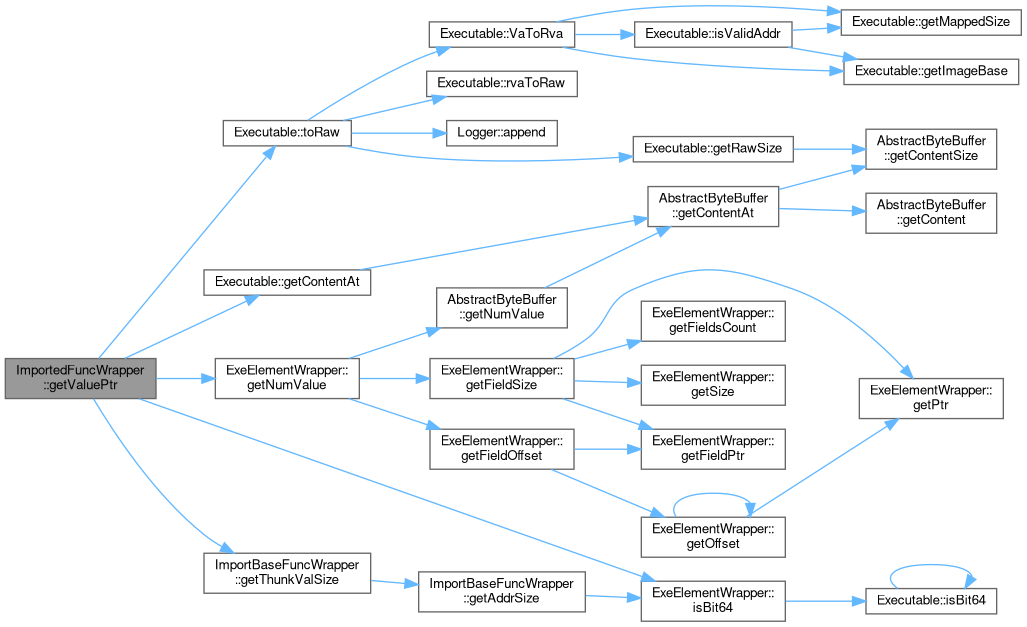 Executable::VaToRva
Executable::isValidAddr
Executable::getMappedSize
Executable::getImageBase
Executable::rvaToRaw
Executable::toRaw
Logger::append
Executable::getRawSize
AbstractByteBuffer
::getContentSize
AbstractByteBuffer
::getContentAt
AbstractByteBuffer
::getContent
Executable::getContentAt
AbstractByteBuffer
::getNumValue
ExeElementWrapper::
getFieldsCount
ImportedFuncWrapper
::getValuePtr
ExeElementWrapper::
getNumValue
ExeElementWrapper::
getFieldSize
ExeElementWrapper::
getSize
ExeElementWrapper::
getPtr
ExeElementWrapper::
getFieldOffset
ExeElementWrapper::
getFieldPtr
ExeElementWrapper::
getOffset
ImportBaseFuncWrapper
::getThunkValSize
ImportBaseFuncWrapper
::getAddrSize
ExeElementWrapper::
isBit64
Executable::isBit64